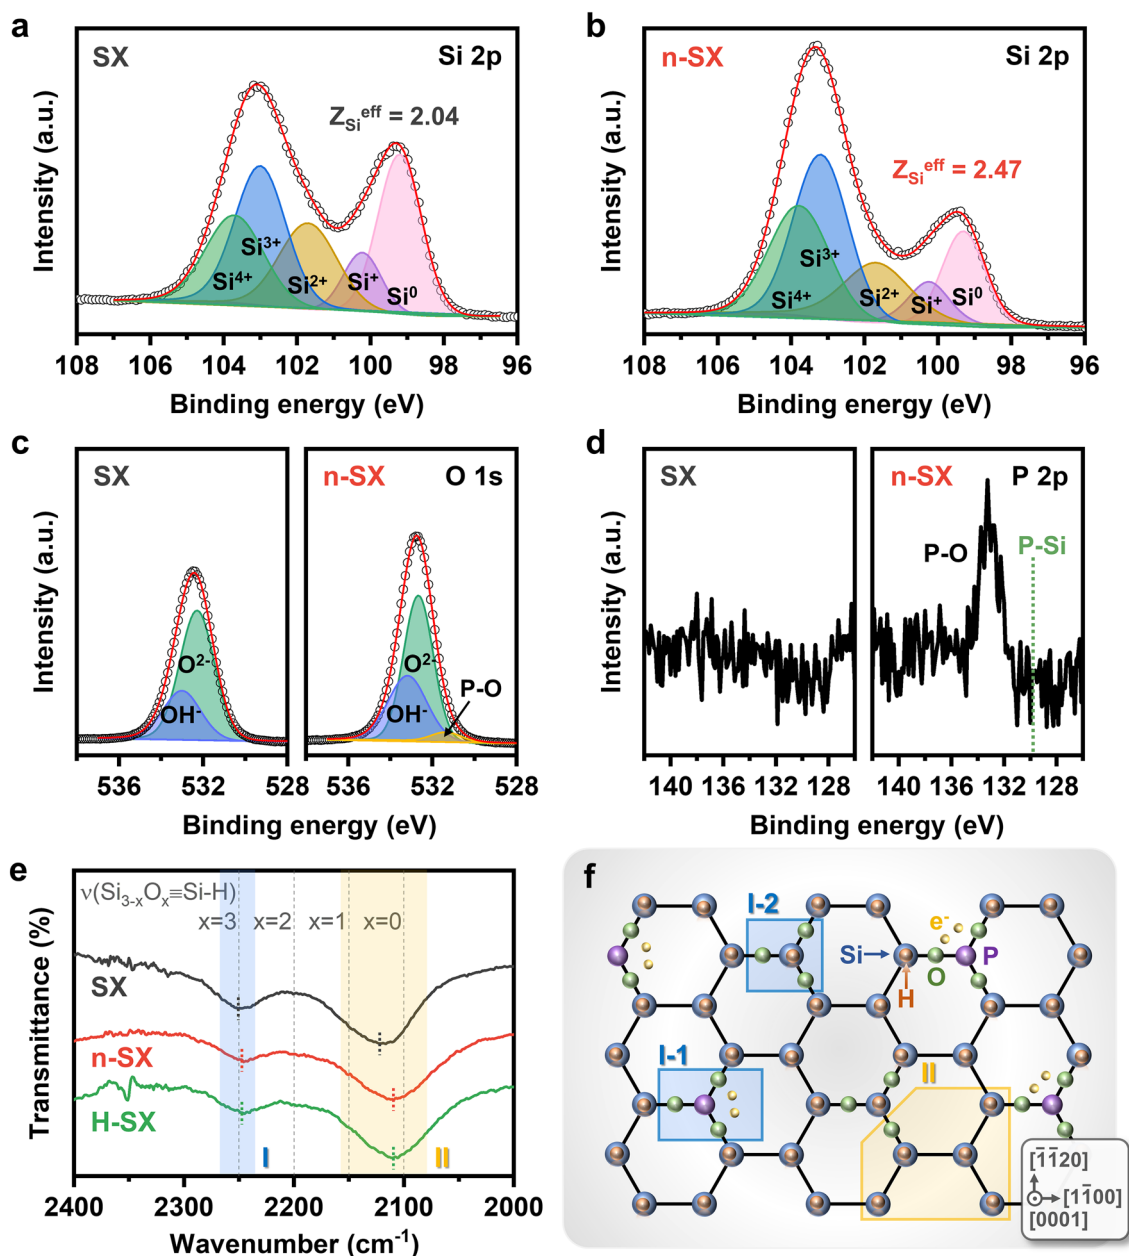 a
SX
Si 2p
Z_Si^eff = 2.04
Si⁴⁺
Si³⁺
Si²⁺
Si⁺
Si⁰
Intensity (a.u.)
108 106 104 102 100 98 96
Binding energy (eV)
b
n-SX
Si 2p
Z_Si^eff = 2.47
Si⁴⁺
Si³⁺
Si²⁺
Si⁺
Si⁰
Intensity (a.u.)
108 106 104 102 100 98 96
Binding energy (eV)
c
SX
O²⁻
OH⁻
n-SX
O 1s
O²⁻
OH⁻
P-O
Intensity (a.u.)
536 532 528 536 532 528
Binding energy (eV)
d
SX
n-SX
P 2p
P-O
P-Si
Intensity (a.u.)
140 136 132 128 140 136 132 128
Binding energy (eV)
e
ν(Si₃₋ₓOₓ≡Si-H)
x=3 x=2 x=1 x=0
SX
n-SX
H-SX
I
II
Transmittance (%)
2400 2300 2200 2100 2000
Wavenumber (cm⁻¹)
f
I-2
e⁻
Si
O
P
H
I-1
II
[1̅1̅20]
[11̅00]
[0001]